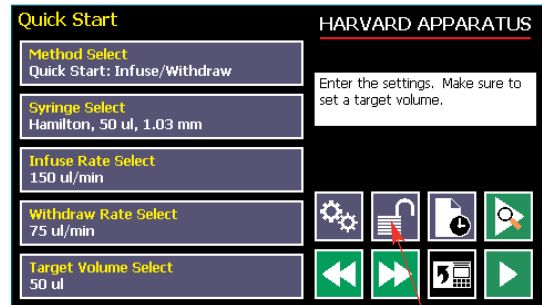 Quick Start
Method Select
Quick Start: Infuse/Withdraw
Syringe Select
Hamilton, 50 ul, 1.03 mm
Infuse Rate Select
150 ul/min
Withdraw Rate Select
75 ul/min
Target Volume Select
50 ul
HARVARD APPARATUS
Enter the settings. Make sure to
set a target volume.